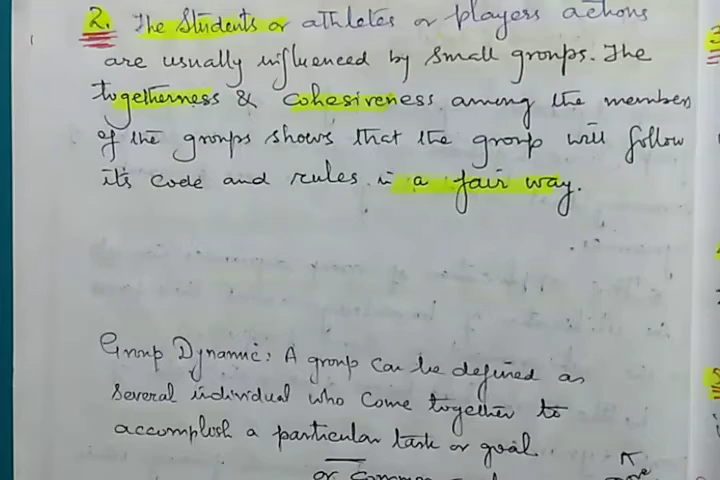 2. The Students or athletes or players actions
are usually influenced by small groups. The
togetherness & cohesiveness among the members
of the groups shows that the group will follow
its code and rules in a fair way.
Group Dynamic: A group can be defined as
several individual who come together to
accomplish a particular task or goal.
or common